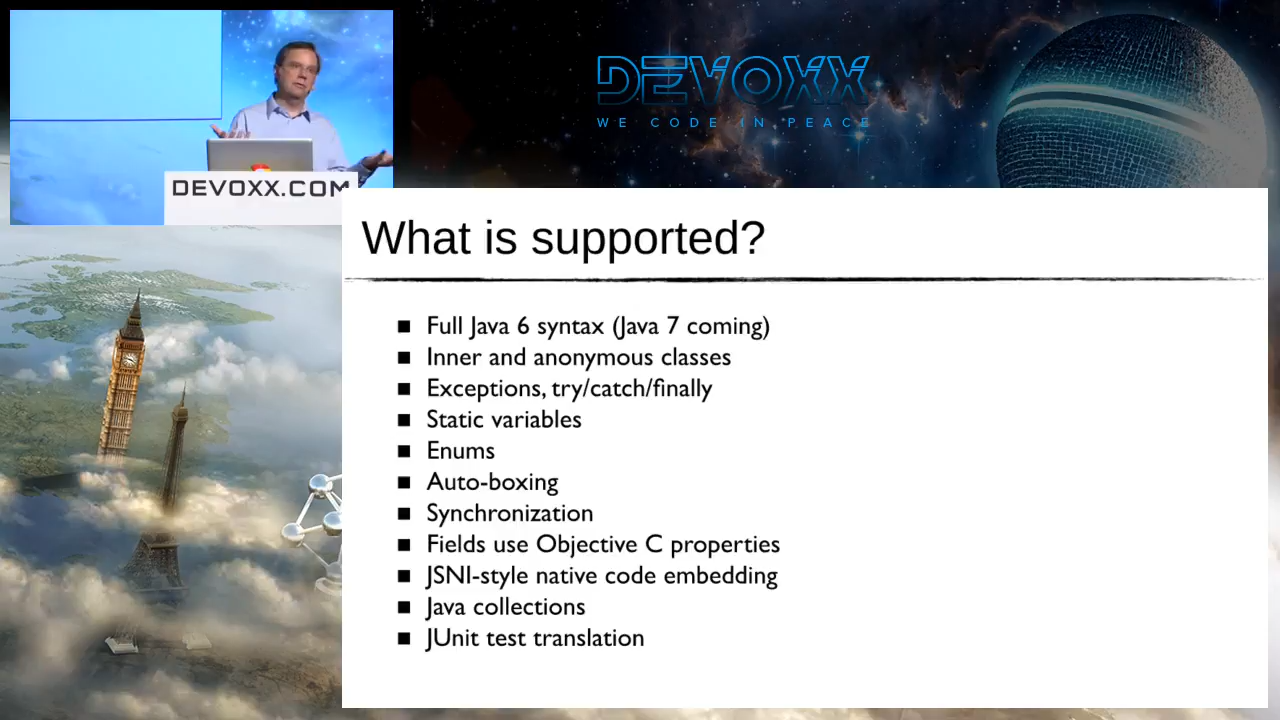 DEVOXX
WE CODE IN PEACE
DEVOXX.COM
What is supported?
Full Java 6 syntax (Java 7 coming)
Inner and anonymous classes
Exceptions, try/catch/finally
Static variables
Enums
Auto-boxing
Synchronization
Fields use Objective C properties
JSNI-style native code embedding
Java collections
JUnit test translation